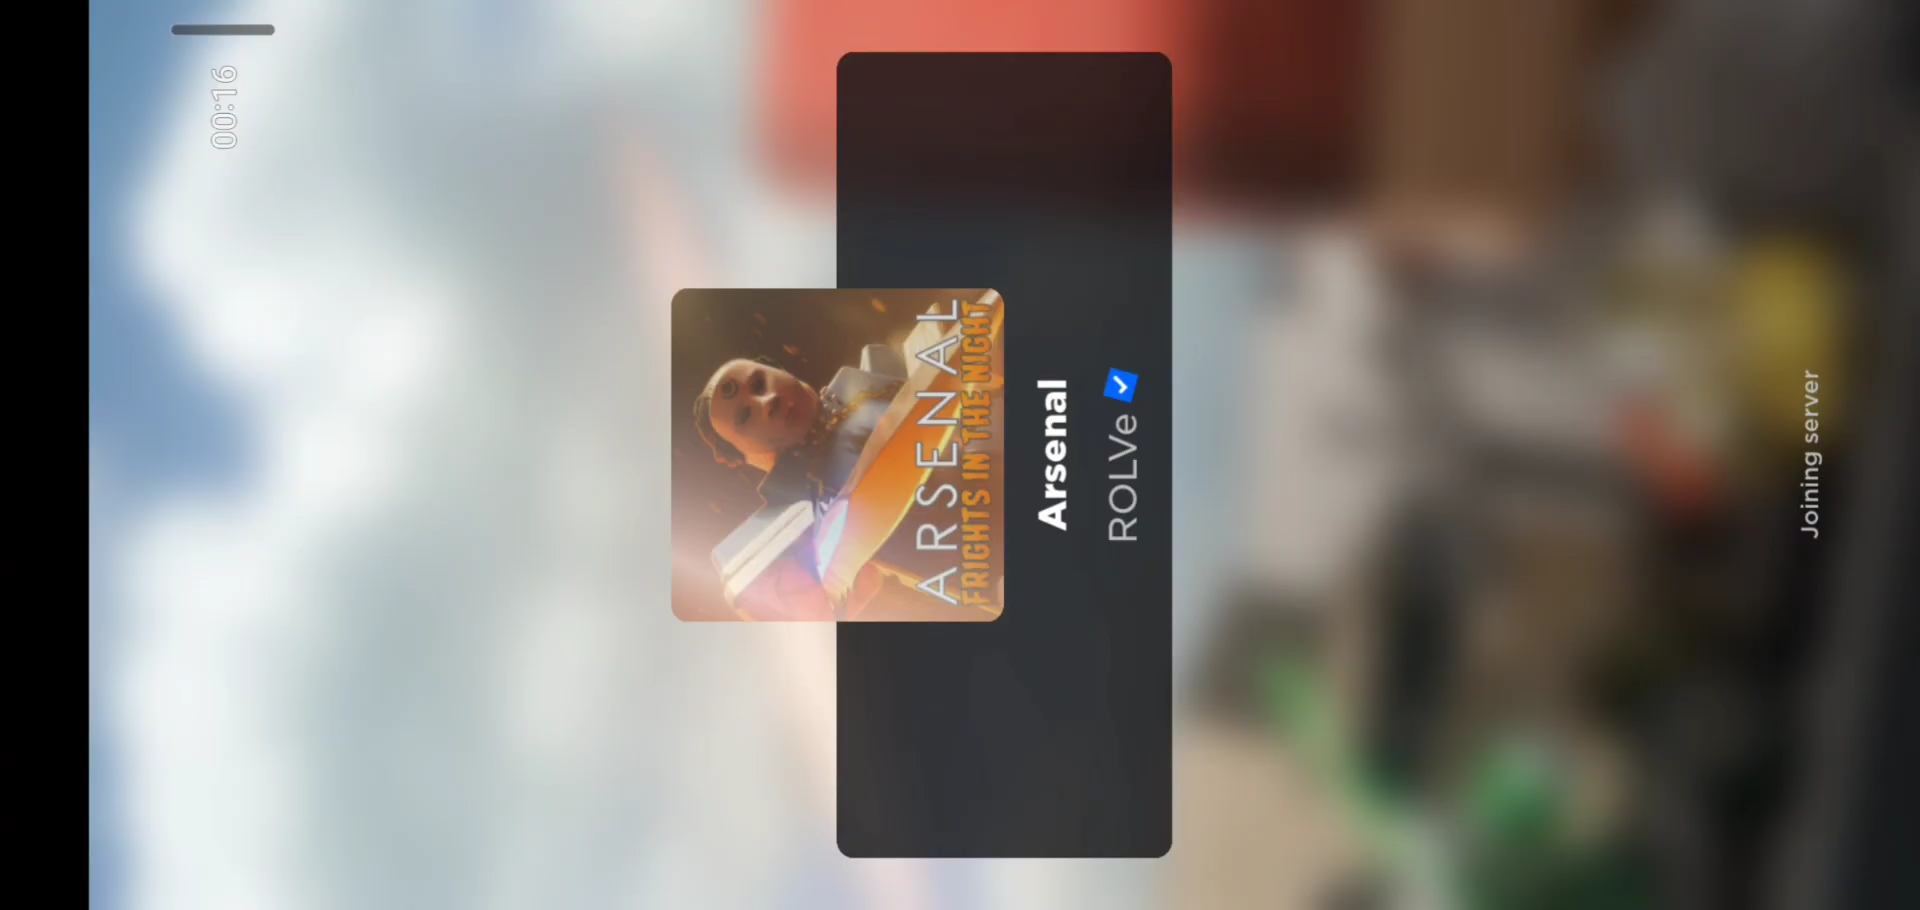 00:16
ARSENAL
FRIGHTS IN THE NIGHT
Arsenal
ROLVe
Joining server